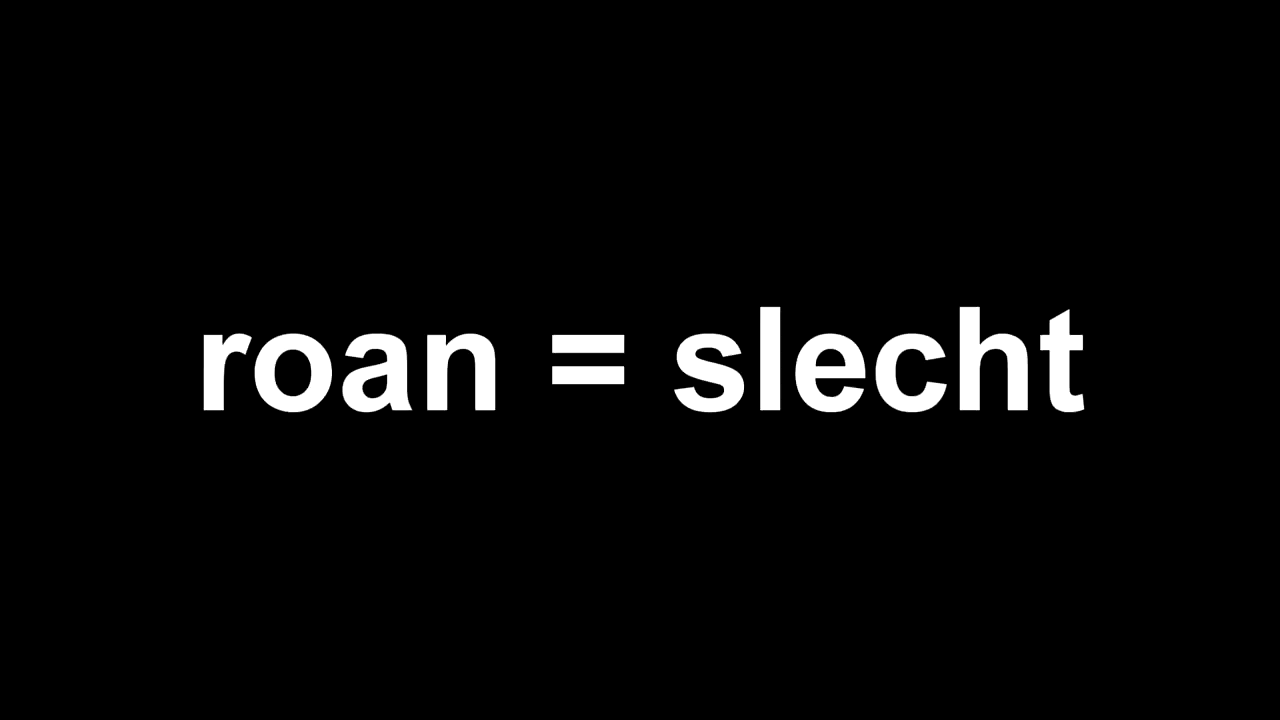 roan = slecht